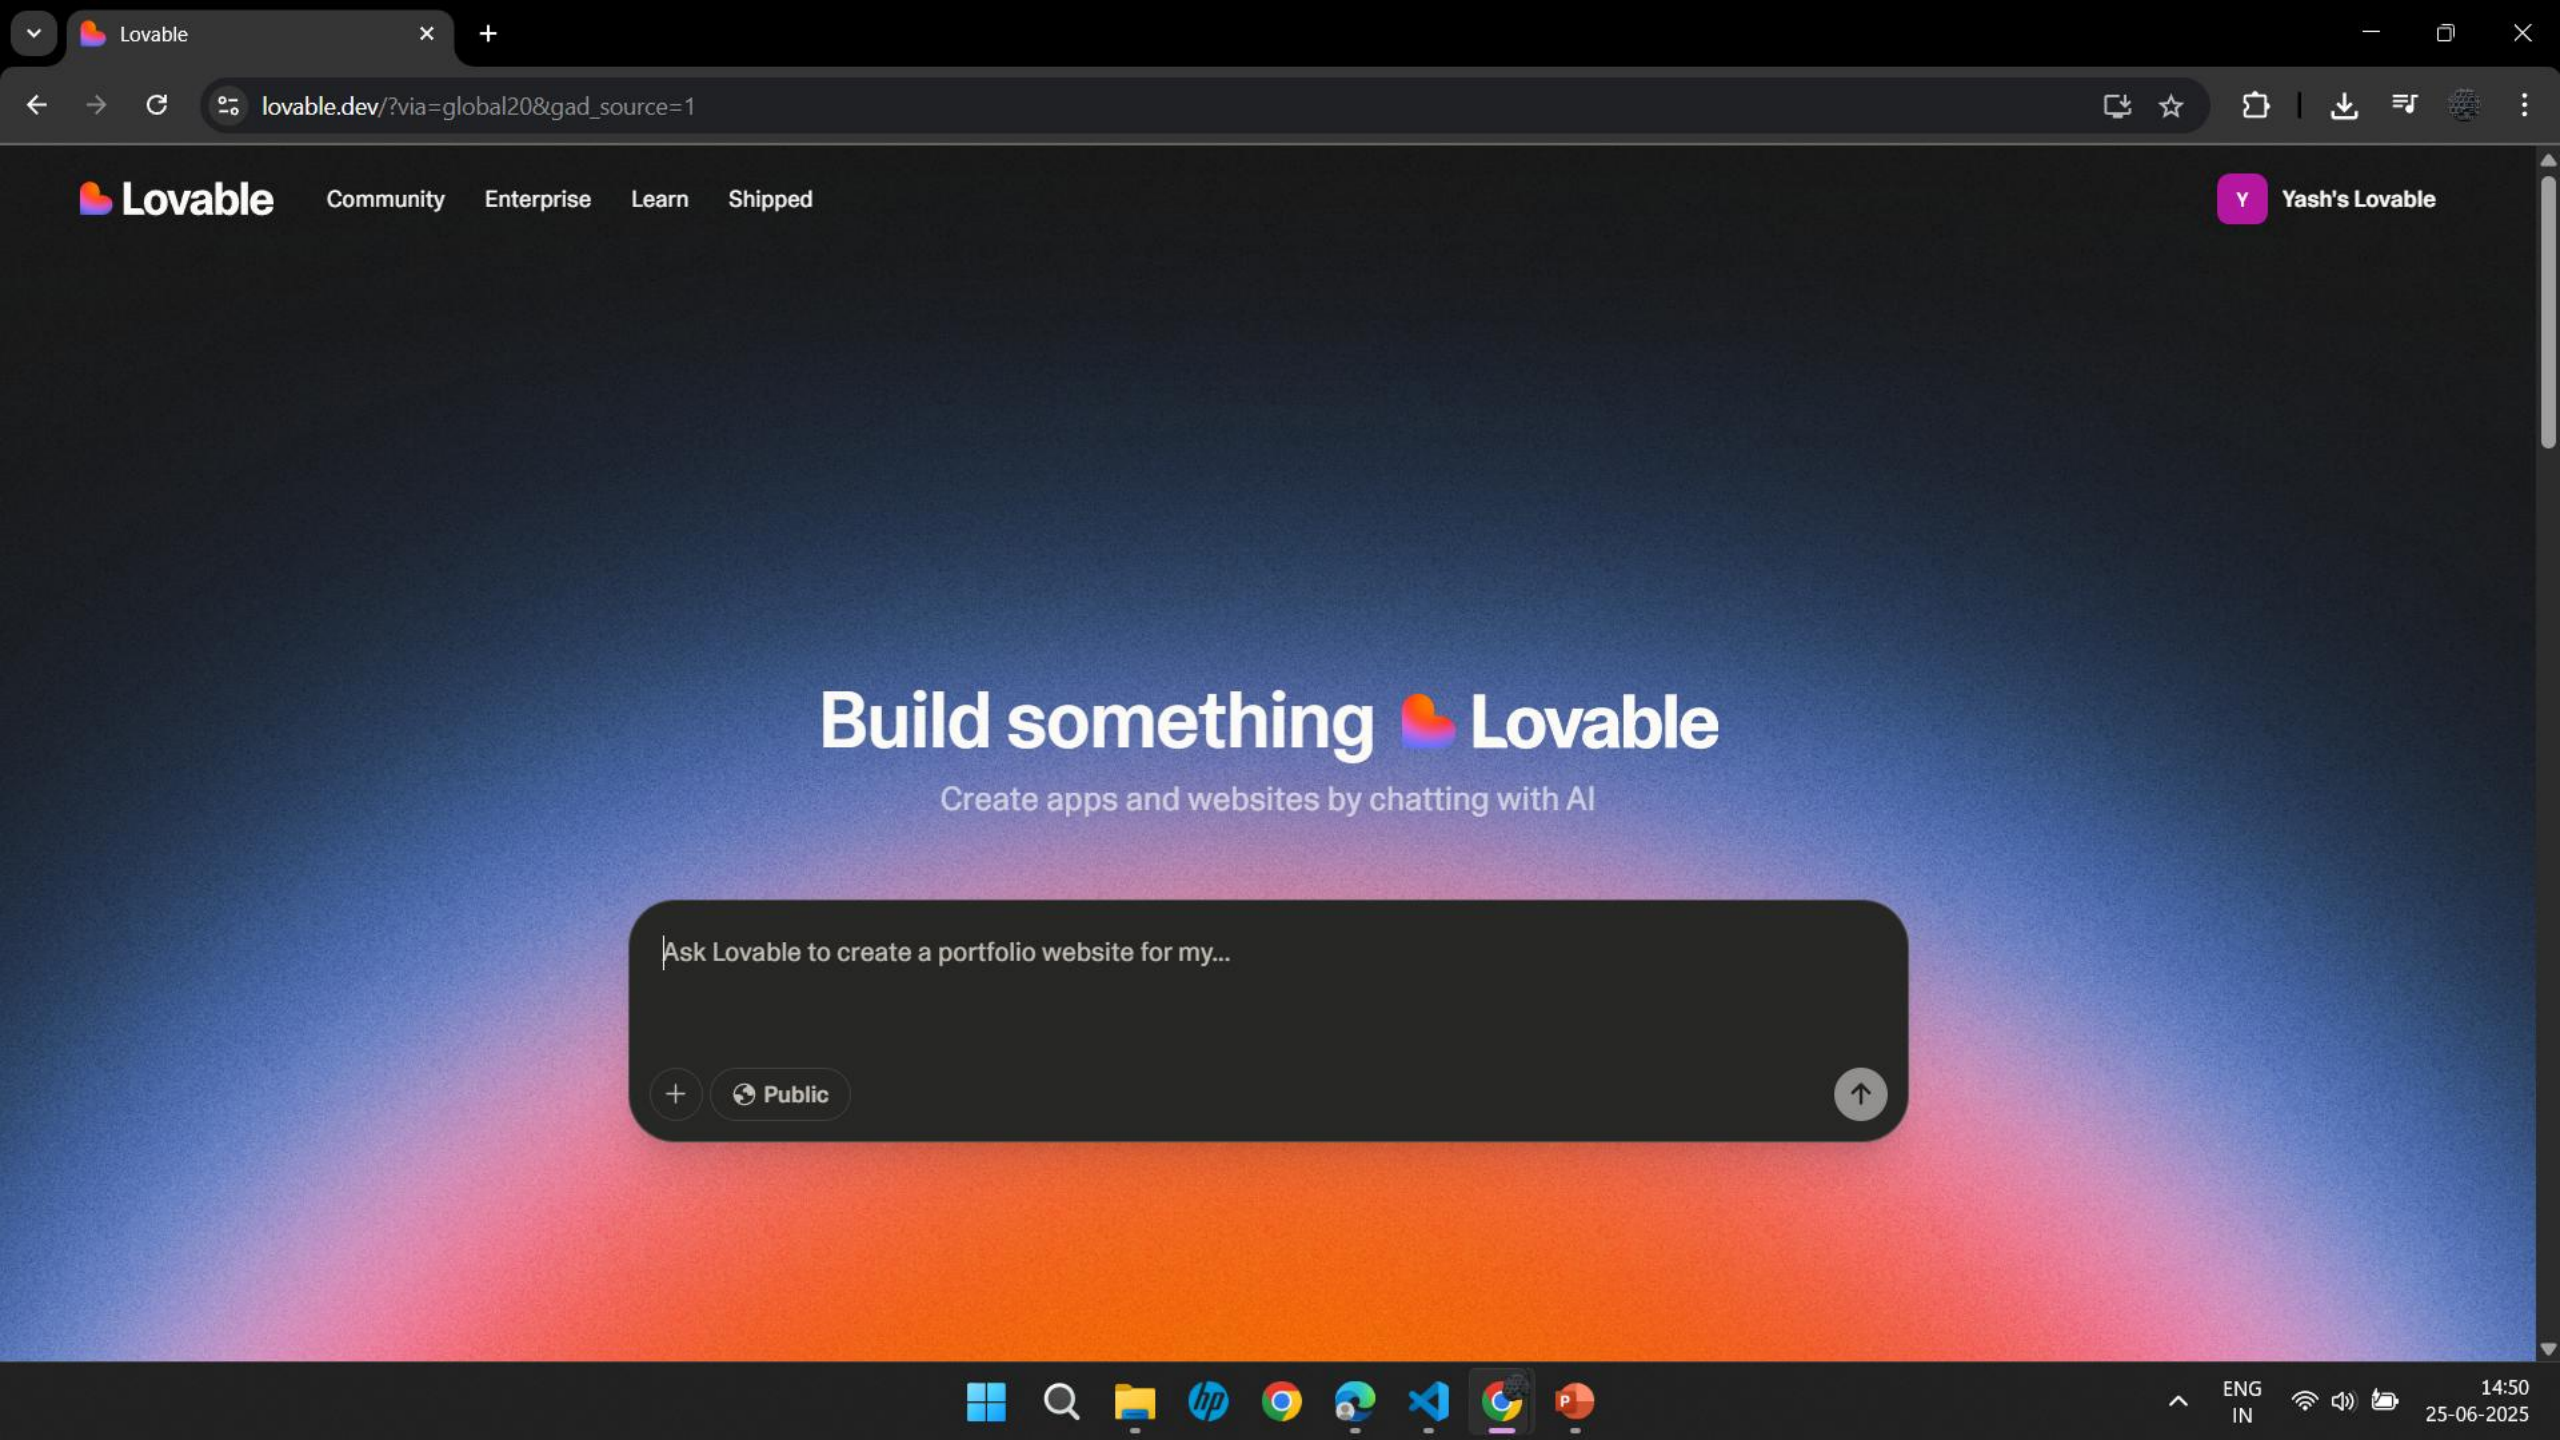 Lovable
lovable.dev/?via=global20&gad_source=1
Lovable
Community
Enterprise
Learn
Shipped
Y
Yash's Lovable
Build something Lovable
Create apps and websites by chatting with AI
Ask Lovable to create a portfolio website for my...
Public
hp
P
ENG
IN
14:50
25-06-2025